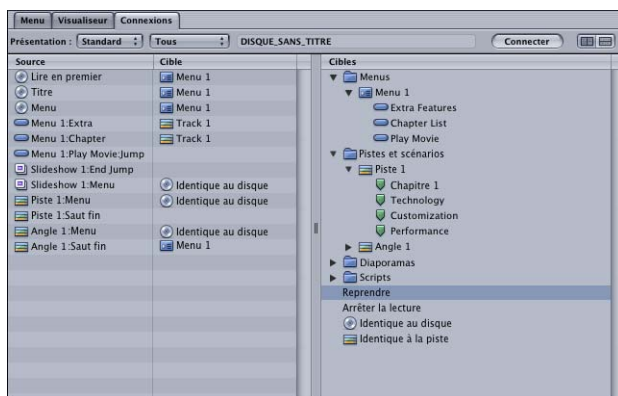 Menu Visualiseur Connexions
Présentation : Standard Tous DISQUE_SANS_TITRE Connecter
Source Cible
Lire en premier Menu 1
Titre Menu 1
Menu Menu 1
Menu 1:Extra Track 1
Menu 1:Chapter Track 1
Menu 1:Play Movie:Jump
Slideshow 1:End Jump
Slideshow 1:Menu Identique au disque
Piste 1:Menu Identique au disque
Piste 1:Saut fin
Angle 1:Menu Identique au disque
Angle 1:Saut fin Menu 1
Cibles
Menus
Menu 1
Extra Features
Chapter List
Play Movie
Pistes et scénarios
Piste 1
Chapitre 1
Technology
Customization
Performance
Angle 1
Diaporamas
Scripts
Reprendre
Arrêter la lecture
Identique au disque
Identique à la piste